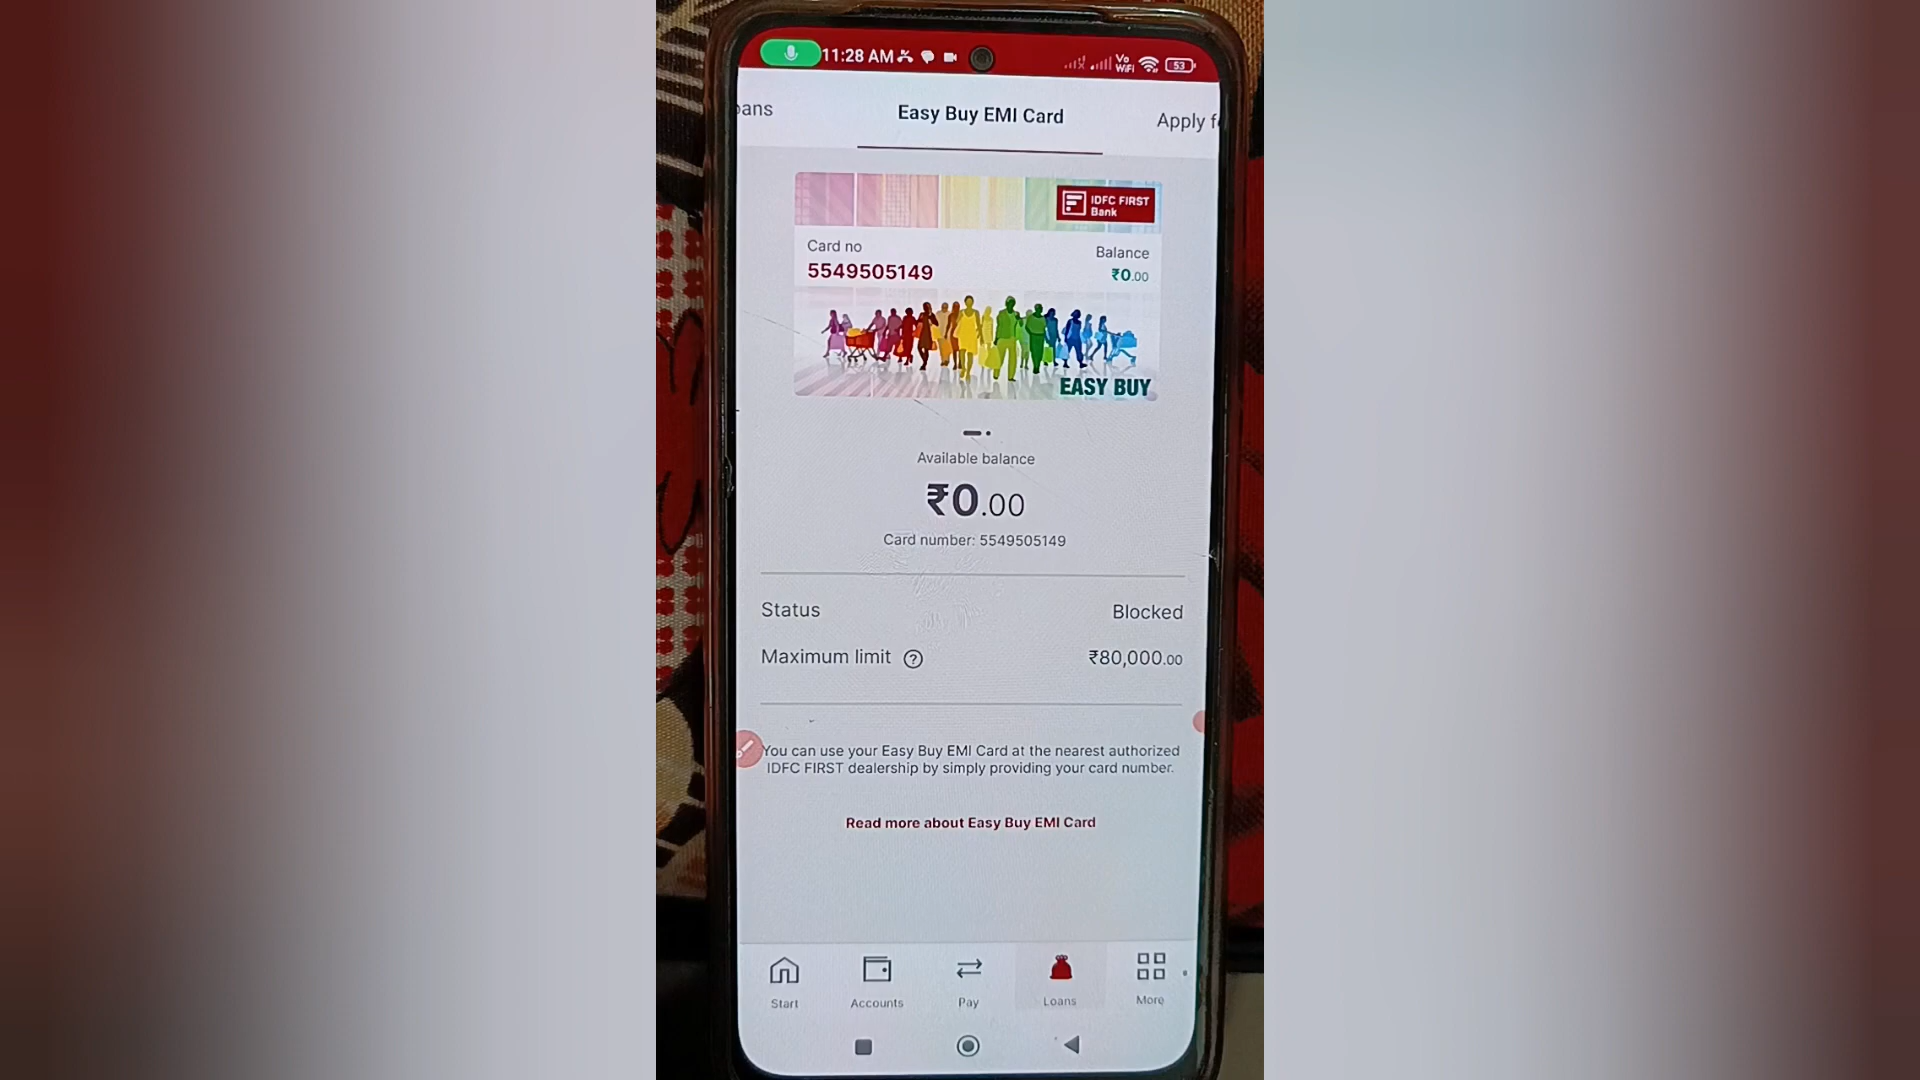 11:28 AM
Vo
WiFi
53
oans
Easy Buy EMI Card
Apply f
IDFC FIRST
Bank
Card no
Balance
5549505149
₹0.00
EASY BUY
Available balance
₹0.00
Card number: 5549505149
Status
Blocked
Maximum limit ?
₹80,000.00
You can use your Easy Buy EMI Card at the nearest authorized
IDFC FIRST dealership by simply providing your card number.
Read more about Easy Buy EMI Card
Start
Accounts
Pay
Loans
More